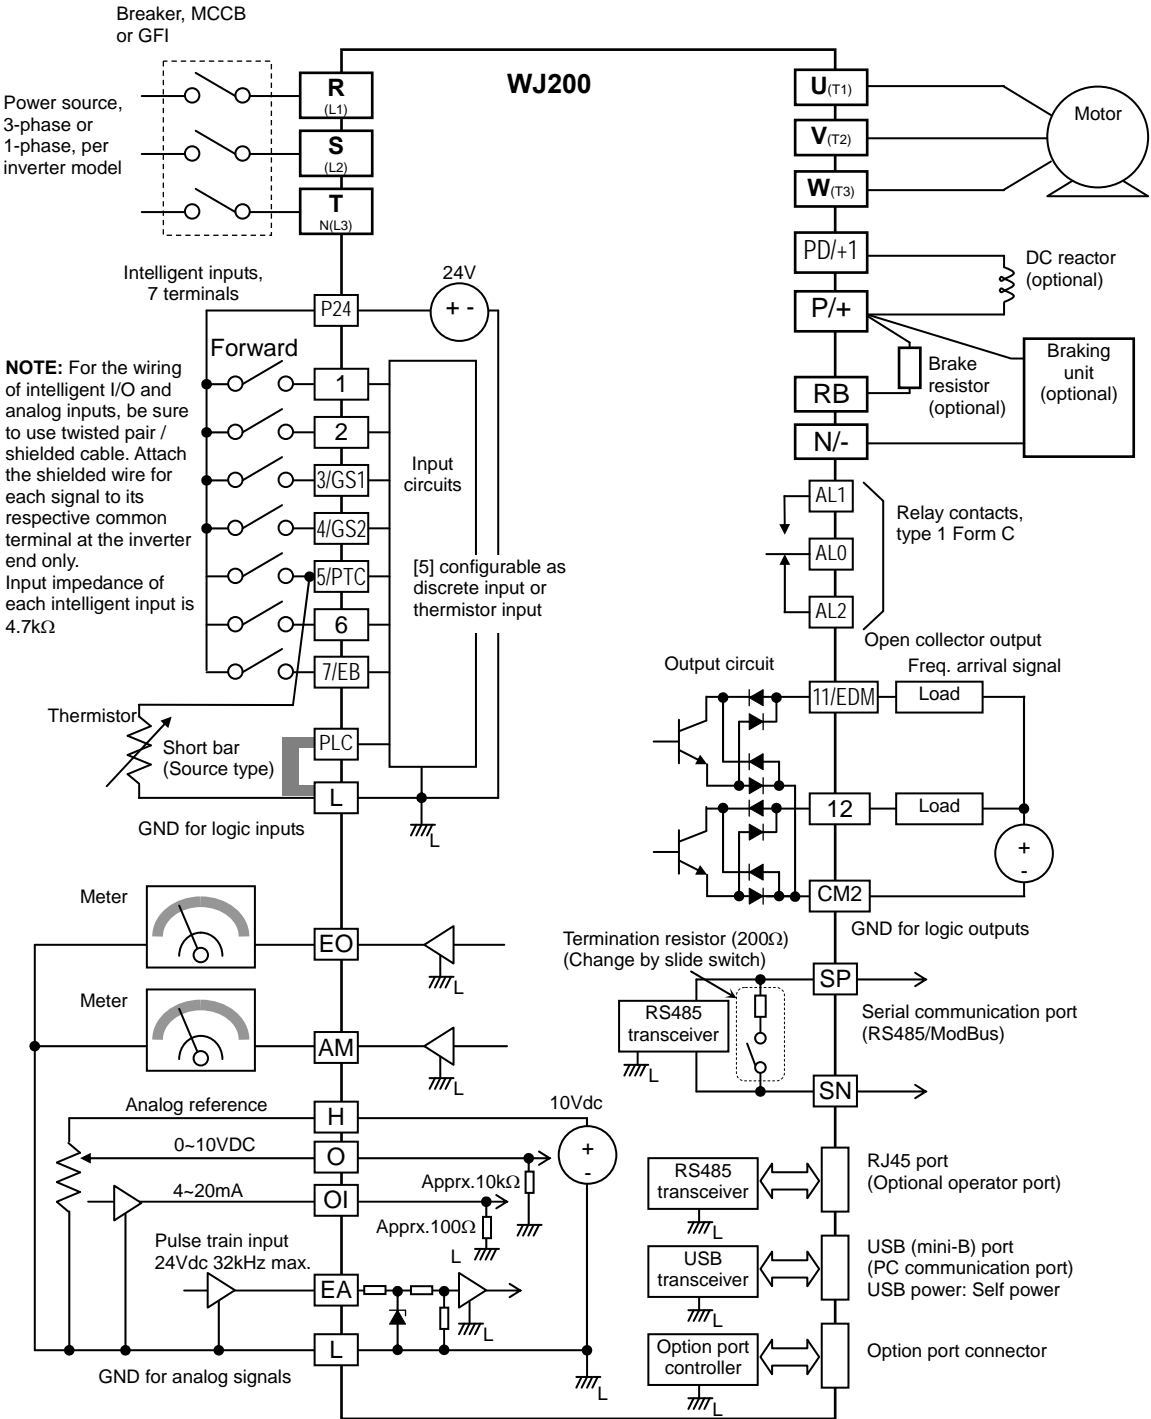 Breaker, MCCB
or GFI
WJ200
Power source,
3-phase or
1-phase, per
inverter model
R
(L1)
S
(L2)
T
N(L3)
U(T1)
V(T2)
W(T3)
Motor
PD/+1
P/+
DC reactor
(optional)
Brake
resistor
(optional)
Braking
unit
(optional)
RB
N/-
Intelligent inputs,
7 terminals
24V
+ -
P24
Forward
NOTE: For the wiring
of intelligent I/O and
analog inputs, be sure
to use twisted pair /
shielded cable. Attach
the shielded wire for
each signal to its
respective common
terminal at the inverter
end only.
Input impedance of
each intelligent input is
4.7kΩ
1
2
3/GS1
4/GS2
5/PTC
6
7/EB
Input
circuits
[5] configurable as
discrete input or
thermistor input
AL1
AL0
AL2
Relay contacts,
type 1 Form C
Thermistor
Short bar
(Source type)
PLC
L
L
GND for logic inputs
Open collector output
Output circuit
Freq. arrival signal
11/EDM
Load
12
Load
+
-
CM2
GND for logic outputs
Meter
EO
L
Meter
AM
L
Termination resistor (200Ω)
(Change by slide switch)
RS485
transceiver
L
SP
Serial communication port
(RS485/ModBus)
SN
Analog reference
H
10Vdc
+
-
0~10VDC
O
Apprx.10kΩ
4~20mA
OI
Apprx.100Ω
L
Pulse train input
24Vdc 32kHz max.
EA
L
L
L
GND for analog signals
RS485
transceiver
L
RJ45 port
(Optional operator port)
USB
transceiver
L
USB (mini-B) port
(PC communication port)
USB power: Self power
Option port
controller
L
Option port connector